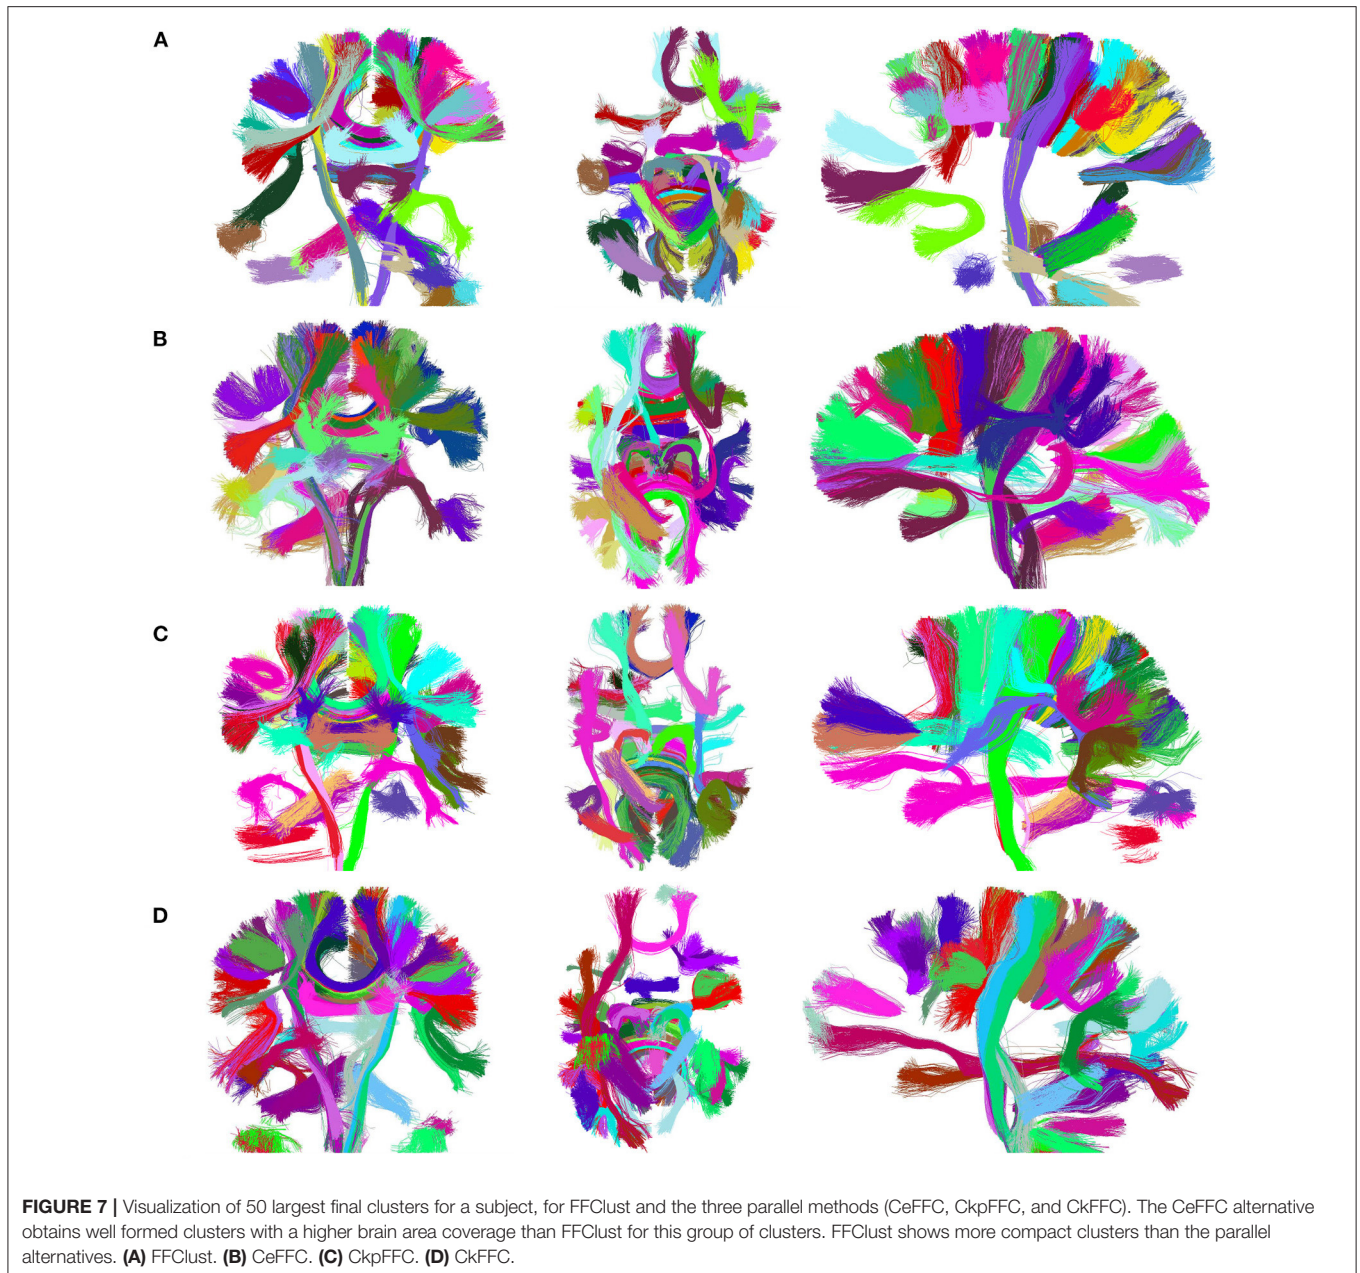 A
B
C
D
FIGURE 7 | Visualization of 50 largest final clusters for a subject, for FFClust and the three parallel methods (CeFFC, CkpFFC, and CkFFC). The CeFFC alternative
obtains well formed clusters with a higher brain area coverage than FFClust for this group of clusters. FFClust shows more compact clusters than the parallel
alternatives. (A) FFClust. (B) CeFFC. (C) CkpFFC. (D) CkFFC.